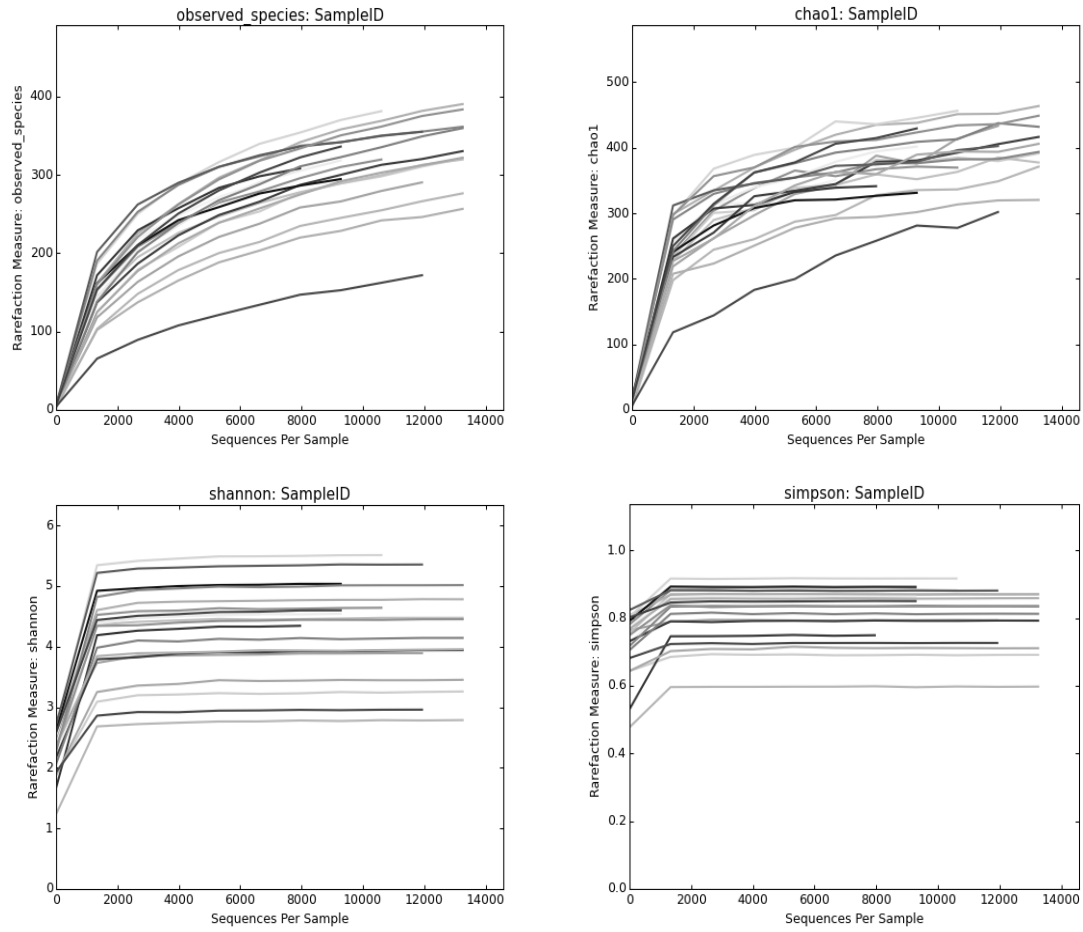 observed_species: SampleID
Rarefaction Measure: observed_species
400
300
200
100
0
0 2000 4000 6000 8000 10000 12000 14000
Sequences Per Sample
chao1: SampleID
Rarefaction Measure: chao1
500
400
300
200
100
0
0 2000 4000 6000 8000 10000 12000 14000
Sequences Per Sample
shannon: SampleID
Rarefaction Measure: shannon
6
5
4
3
2
1
0
0 2000 4000 6000 8000 10000 12000 14000
Sequences Per Sample
simpson: SampleID
Rarefaction Measure: simpson
1.0
0.8
0.6
0.4
0.2
0.0
0 2000 4000 6000 8000 10000 12000 14000
Sequences Per Sample